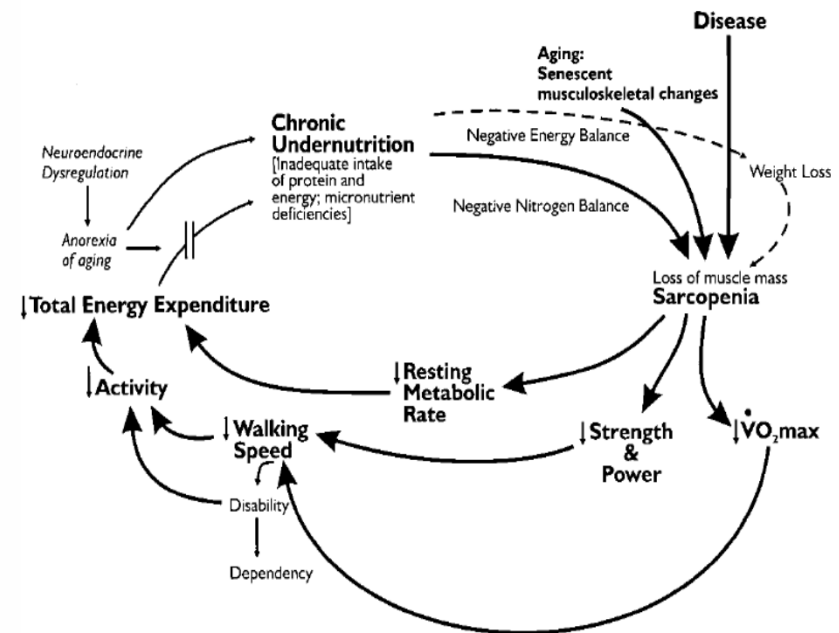 Disease
Aging:
Senescent
musculoskeletal changes
Chronic
Undernutrition
[Inadequate intake
of protein and
energy; micronutrient
deficiencies]
Negative Energy Balance
Weight Loss
Neuroendocrine
Dysregulation
Negative Nitrogen Balance
Anorexia
of aging
Loss of muscle mass
Sarcopenia
↓Total Energy Expenditure
↓Resting
Metabolic
Rate
↓Activity
↓Walking
Speed
↓Strength
&
Power
↓V̇O₂max
Disability
Dependency